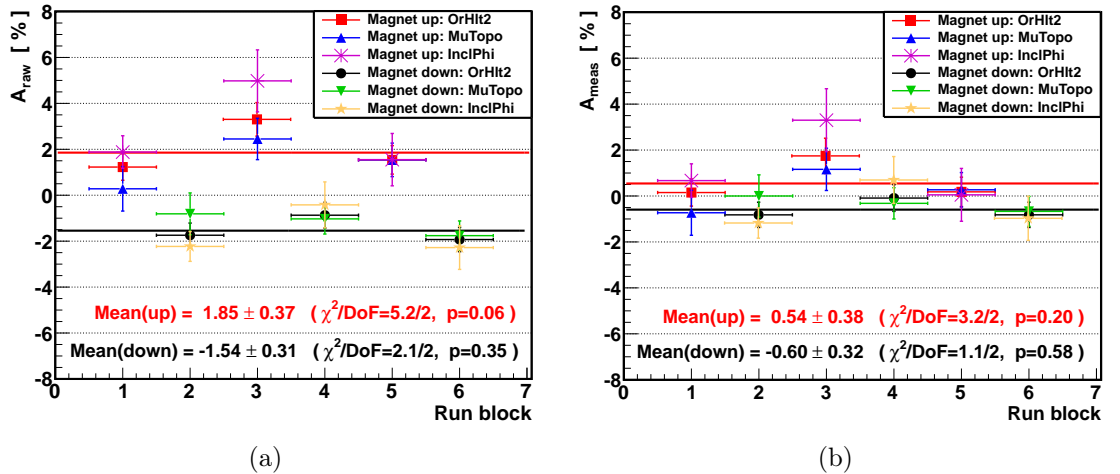 A_raw [ % ]
8
6
4
2
0
-2
-4
-6
-8
Magnet up: OrHlt2
Magnet up: MuTopo
Magnet up: InclPhi
Magnet down: OrHlt2
Magnet down: MuTopo
Magnet down: InclPhi
Mean(up) = 1.85 ± 0.37 ( χ²/DoF=5.2/2, p=0.06 )
Mean(down) = -1.54 ± 0.31 ( χ²/DoF=2.1/2, p=0.35 )
0 1 2 3 4 5 6 7
Run block
(a)
A_meas [ % ]
8
6
4
2
0
-2
-4
-6
-8
Magnet up: OrHlt2
Magnet up: MuTopo
Magnet up: InclPhi
Magnet down: OrHlt2
Magnet down: MuTopo
Magnet down: InclPhi
Mean(up) = 0.54 ± 0.38 ( χ²/DoF=3.2/2, p=0.20 )
Mean(down) = -0.60 ± 0.32 ( χ²/DoF=1.1/2, p=0.58 )
0 1 2 3 4 5 6 7
Run block
(b)